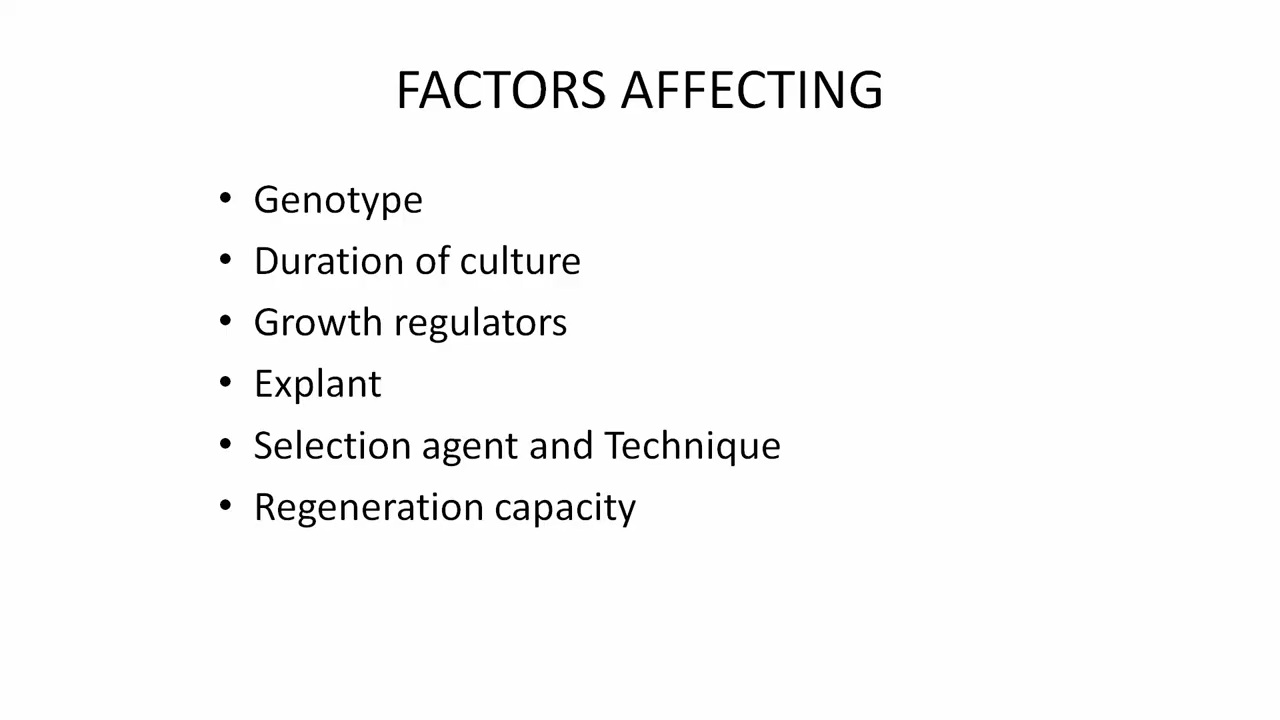 FACTORS AFFECTING
• Genotype
• Duration of culture
• Growth regulators
• Explant
• Selection agent and Technique
• Regeneration capacity